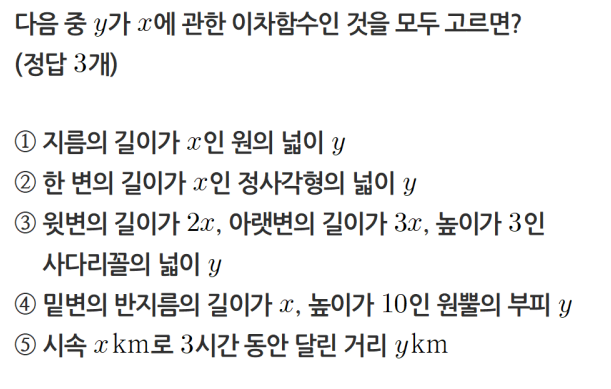 다음 중 y가 x에 관한 이차함수인 것을 모두 고르면?
(정답 3개)
① 지름의 길이가 x인 원의 넓이 y
② 한 변의 길이가 x인 정사각형의 넓이 y
③ 윗변의 길이가 2x, 아랫변의 길이가 3x, 높이가 3인
사다리꼴의 넓이 y
④ 밑변의 반지름의 길이가 x, 높이가 10인 원뿔의 부피 y
⑤ 시속 x km로 3시간 동안 달린 거리 y km